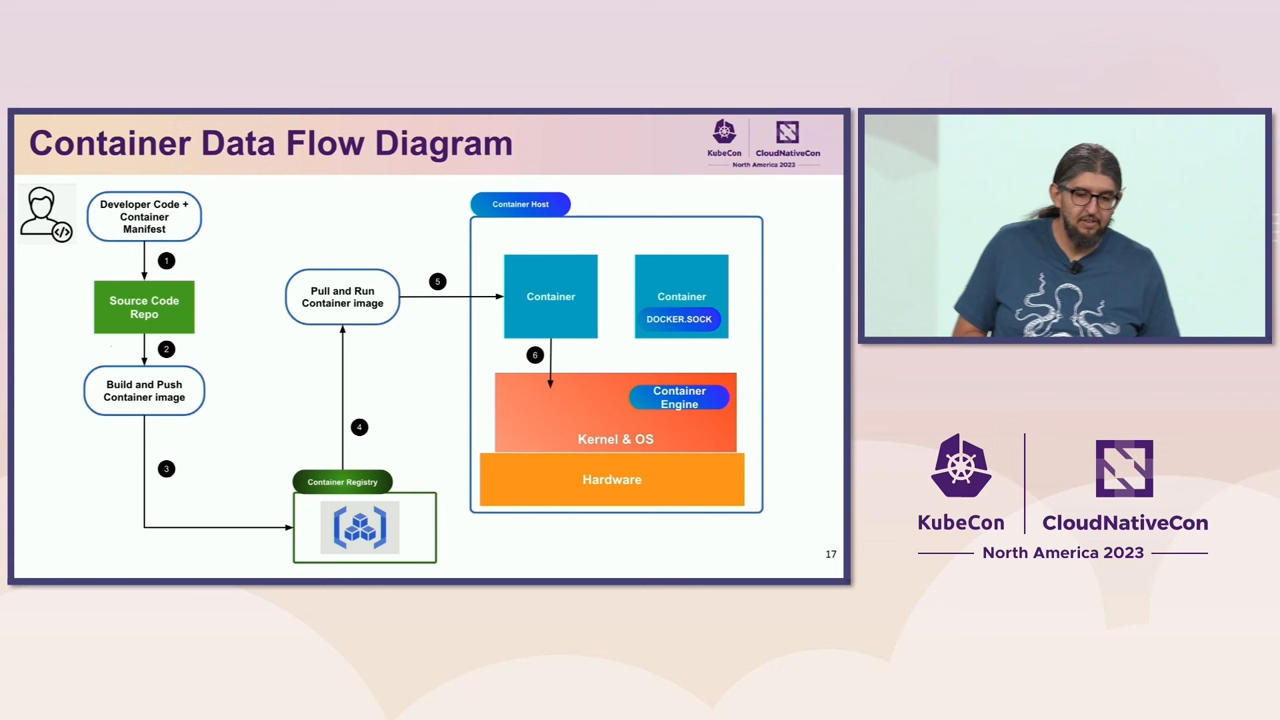 Container Data Flow Diagram
KubeCon
CloudNativeCon
North America 2023
Developer Code +
Container
Manifest
</>
1
Source Code
Repo
2
Build and Push
Container image
3
Container Registry
4
Pull and Run
Container image
5
Container Host
Container
Container
DOCKER.SOCK
6
Container
Engine
Kernel & OS
Hardware
17
KubeCon
CloudNativeCon
North America 2023